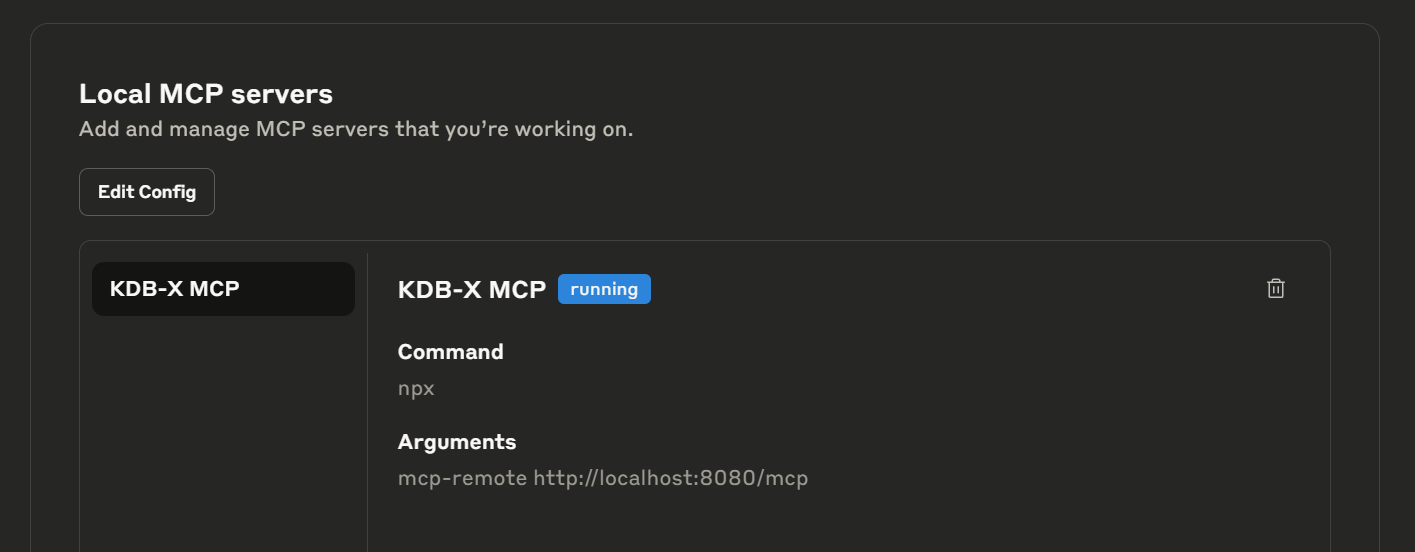 Local MCP servers
Add and manage MCP servers that you’re working on.
Edit Config
KDB-X MCP
KDB-X MCP running
Command
npx
Arguments
mcp-remote http://localhost:8080/mcp